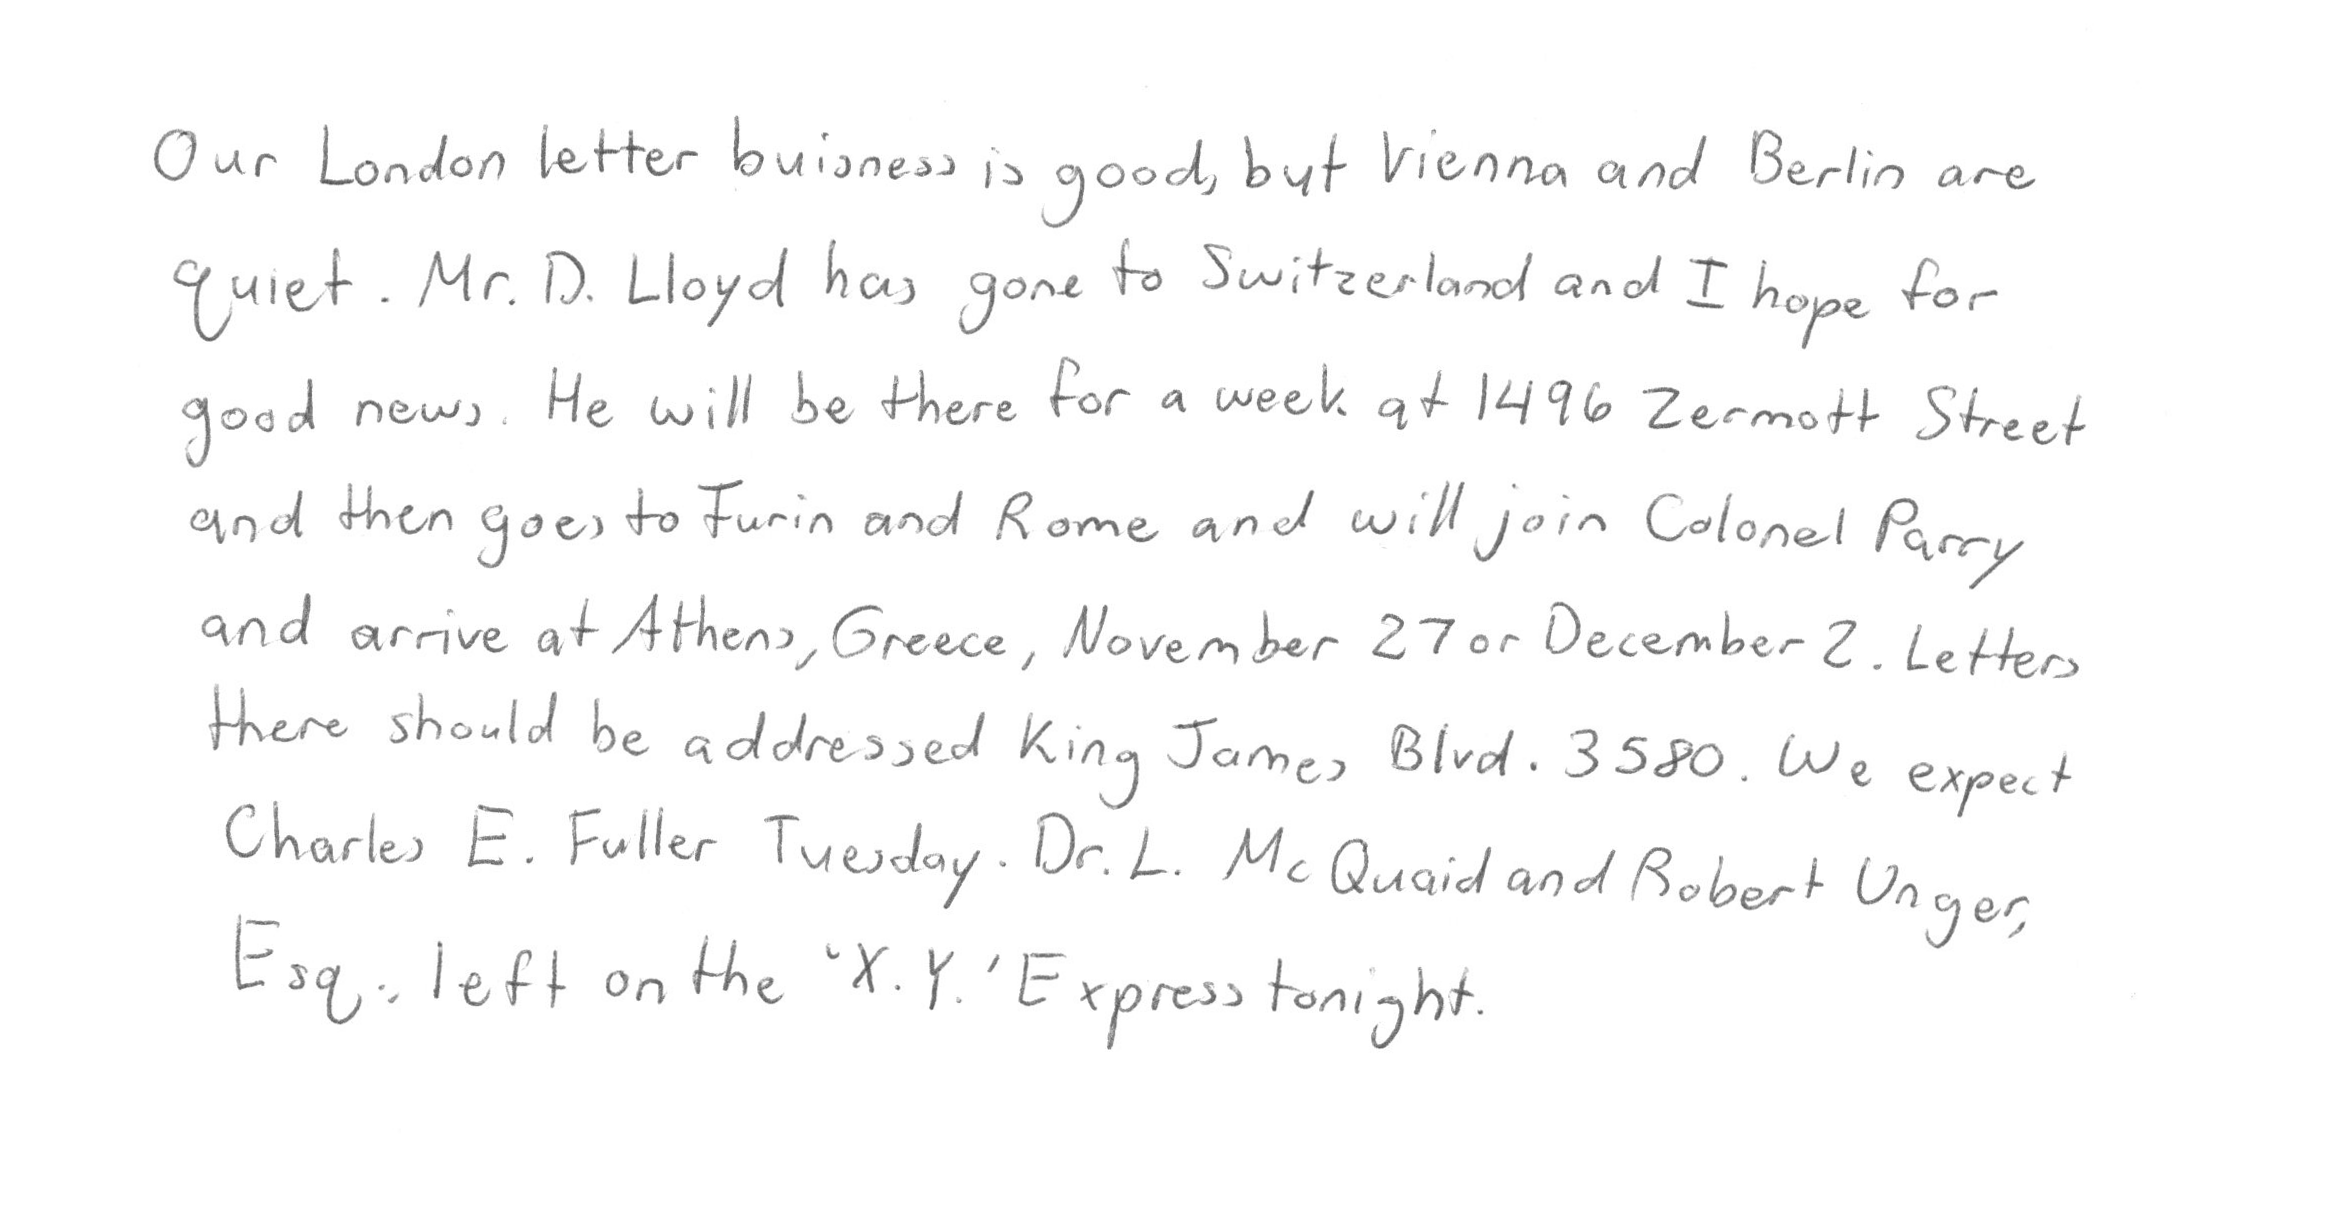 Our London letter buisness is good, but Vienna and Berlin are
quiet. Mr. D. Lloyd has gone to Switzerland and I hope for
good news. He will be there for a week at 1496 Zermott Street
and then goes to Turin and Rome and will join Colonel Parry
and arrive at Athens, Greece, November 27 or December 2. Letters
there should be addressed King James Blvd. 3580. We expect
Charles E. Fuller Tuesday. Dr. L. McQuaid and Robert Unger,
Esq., left on the 'X.Y.' Express tonight.